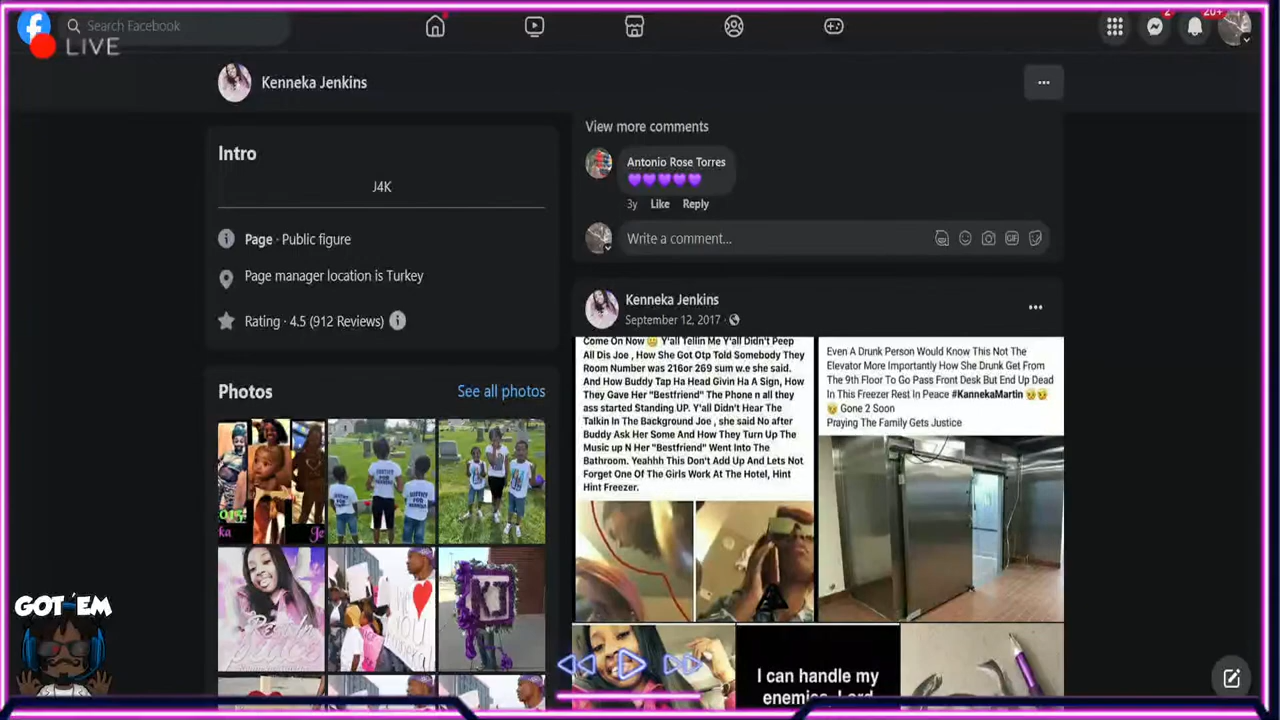 Search Facebook
2
20+
LIVE
Kenneka Jenkins
Intro
J4K
Page · Public figure
Page manager location is Turkey
Rating · 4.5 (912 Reviews)
Photos
See all photos
View more comments
Antonio Rose Torres
💜💜💜💜💜
3y Like Reply
Write a comment...
GIF
Kenneka Jenkins
September 12, 2017 ·
Come On Now 😕 Y'all Tellin Me Y'all Didn't Peep
All Dis Joe , How She Got Otp Told Somebody They
Room Number was 216or 269 sum w.e she said.
And How Buddy Tap Ha Head Givin Ha A Sign, How
They Gave Her "Bestfriend" The Phone n all they
ass started Standing UP. Y'all Didn't Hear The
Talkin In The Background Joe , she said No after
Buddy Ask Her Some And How They Turn Up The
Music up N Her "Bestfriend" Went Into The
Bathroom. Yeahhh This Don't Add Up And Lets Not
Forget One Of The Girls Work At The Hotel, Hint
Hint Freezer.
Even A Drunk Person Would Know This Not The
Elevator More Importantly How She Drunk Get From
The 9th Floor To Go Pass Front Desk But End Up Dead
In This Freezer Rest In Peace #KannekaMartin
Gone 2 Soon
Praying The Family Gets Justice
KJ
I can handle my
enemies, Lord
GOT 'EM